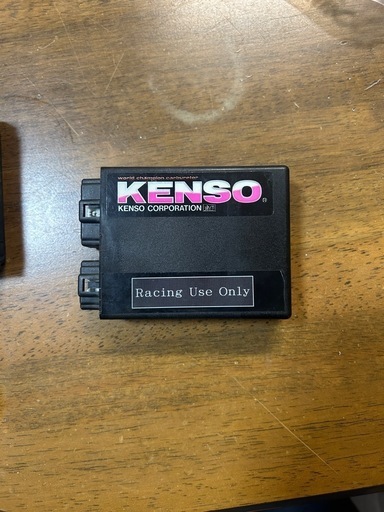 world champion carburetor
KENSO®
KENSO CORPORATION
Racing Use Only